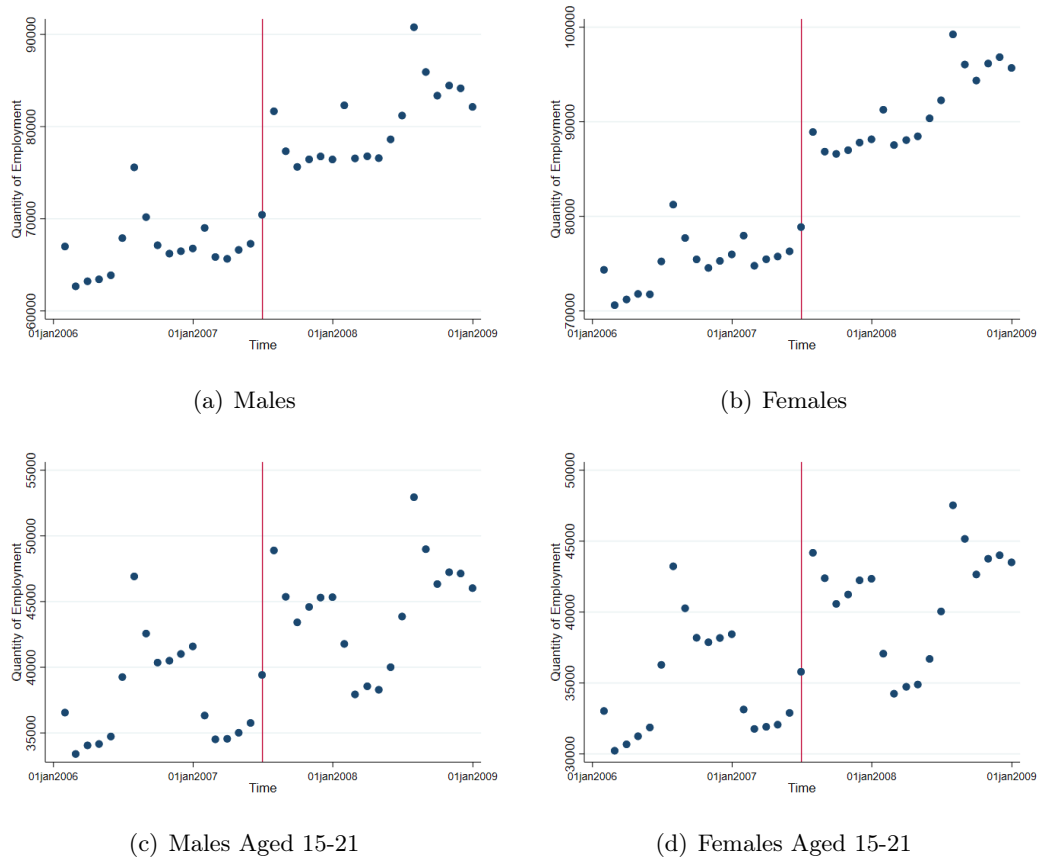 Quantity of Employment
90000
80000
70000
60000
01jan2006
01jan2007
01jan2008
01jan2009
Time
(a) Males
Quantity of Employment
100000
90000
80000
70000
01jan2006
01jan2007
01jan2008
01jan2009
Time
(b) Females
Quantity of Employment
55000
50000
45000
40000
35000
01jan2006
01jan2007
01jan2008
01jan2009
Time
(c) Males Aged 15-21
Quantity of Employment
50000
45000
40000
35000
30000
01jan2006
01jan2007
01jan2008
01jan2009
Time
(d) Females Aged 15-21